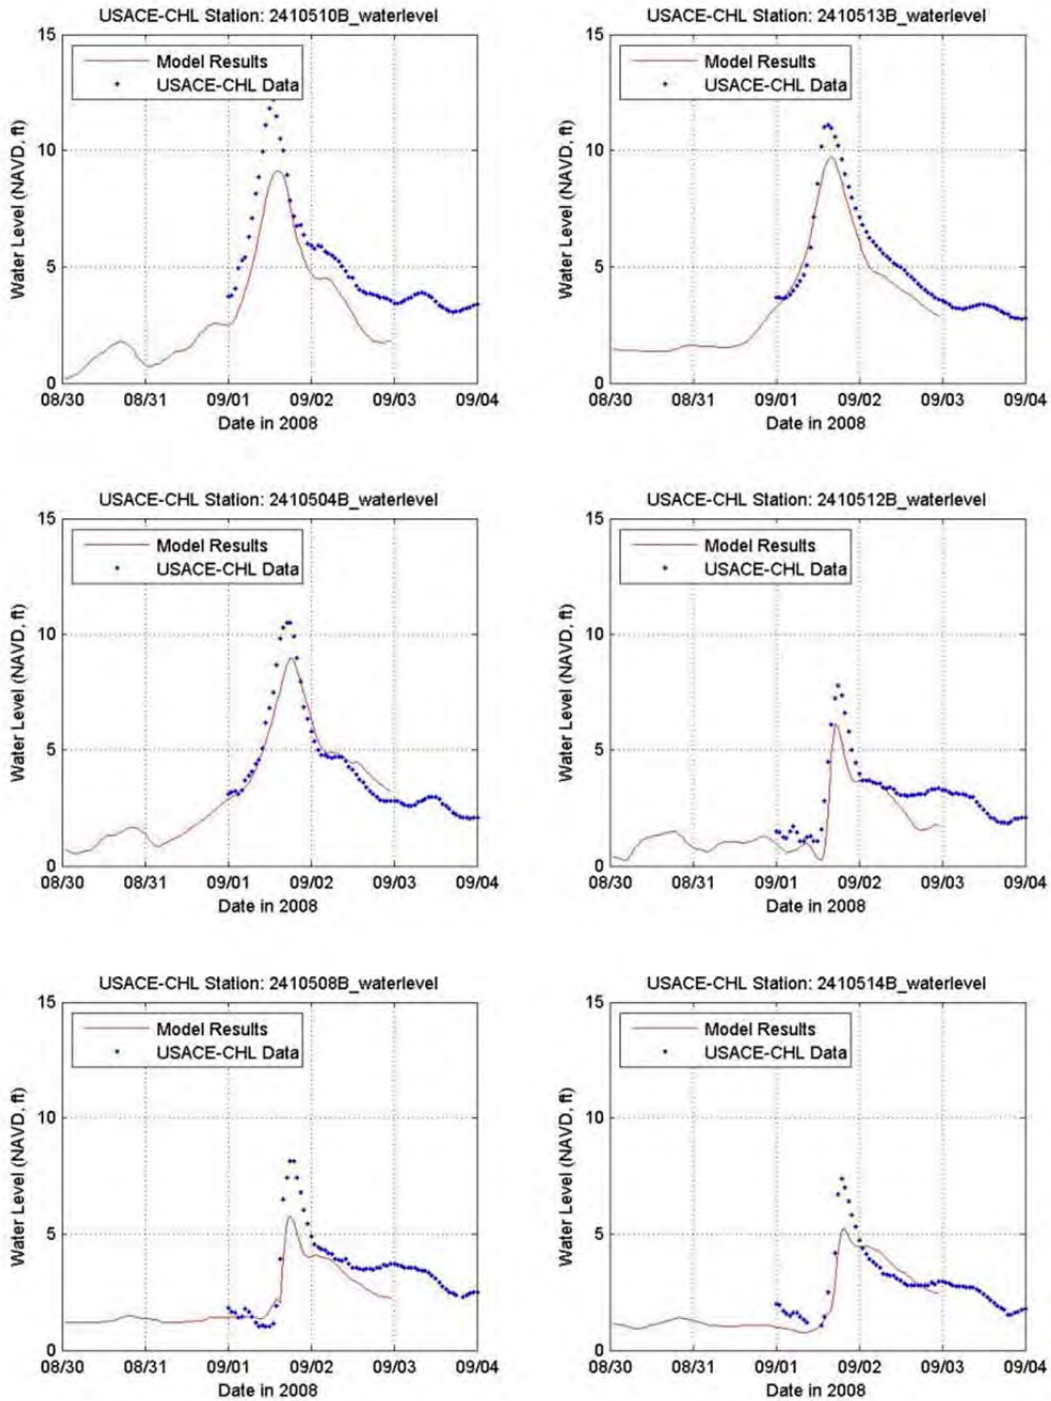 USACE-CHL Station: 2410510B_waterlevel
15
10
5
0
Water Level (NAVD, ft)
Model Results
USACE-CHL Data
08/30 08/31 09/01 09/02 09/03 09/04
Date in 2008
USACE-CHL Station: 2410513B_waterlevel
15
10
5
0
Water Level (NAVD, ft)
Model Results
USACE-CHL Data
08/30 08/31 09/01 09/02 09/03 09/04
Date in 2008
USACE-CHL Station: 2410504B_waterlevel
15
10
5
0
Water Level (NAVD, ft)
Model Results
USACE-CHL Data
08/30 08/31 09/01 09/02 09/03 09/04
Date in 2008
USACE-CHL Station: 2410512B_waterlevel
15
10
5
0
Water Level (NAVD, ft)
Model Results
USACE-CHL Data
08/30 08/31 09/01 09/02 09/03 09/04
Date in 2008
USACE-CHL Station: 2410508B_waterlevel
15
10
5
0
Water Level (NAVD, ft)
Model Results
USACE-CHL Data
08/30 08/31 09/01 09/02 09/03 09/04
Date in 2008
USACE-CHL Station: 2410514B_waterlevel
15
10
5
0
Water Level (NAVD, ft)
Model Results
USACE-CHL Data
08/30 08/31 09/01 09/02 09/03 09/04
Date in 2008